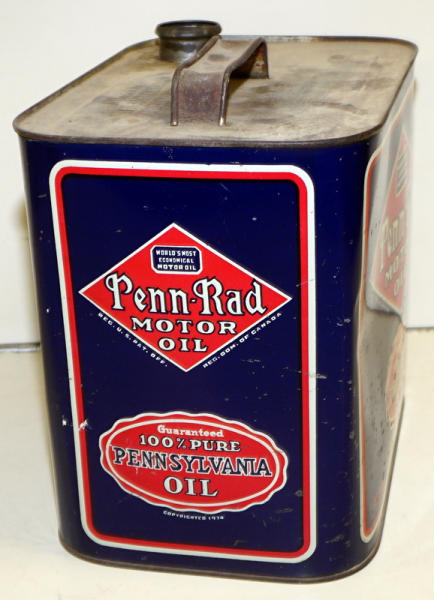 WORLD'S MOST
ECONOMICAL
MOTOR OIL
Penn-Rad
MOTOR
OIL
REG. U.S. PAT. OFF.
REG. DOM. OF CANADA
Guaranteed
100% PURE
PENNSYLVANIA
OIL